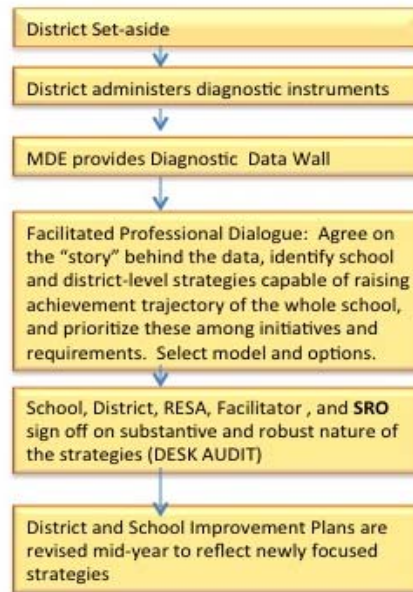 District Set-aside
District administers diagnostic instruments
MDE provides Diagnostic Data Wall
Facilitated Professional Dialogue: Agree on
the "story" behind the data, identify school
and district-level strategies capable of raising
achievement trajectory of the whole school,
and prioritize these among initiatives and
requirements. Select model and options.
School, District, RESA, Facilitator , and SRO
sign off on substantive and robust nature of
the strategies (DESK AUDIT)
District and School Improvement Plans are
revised mid-year to reflect newly focused
strategies